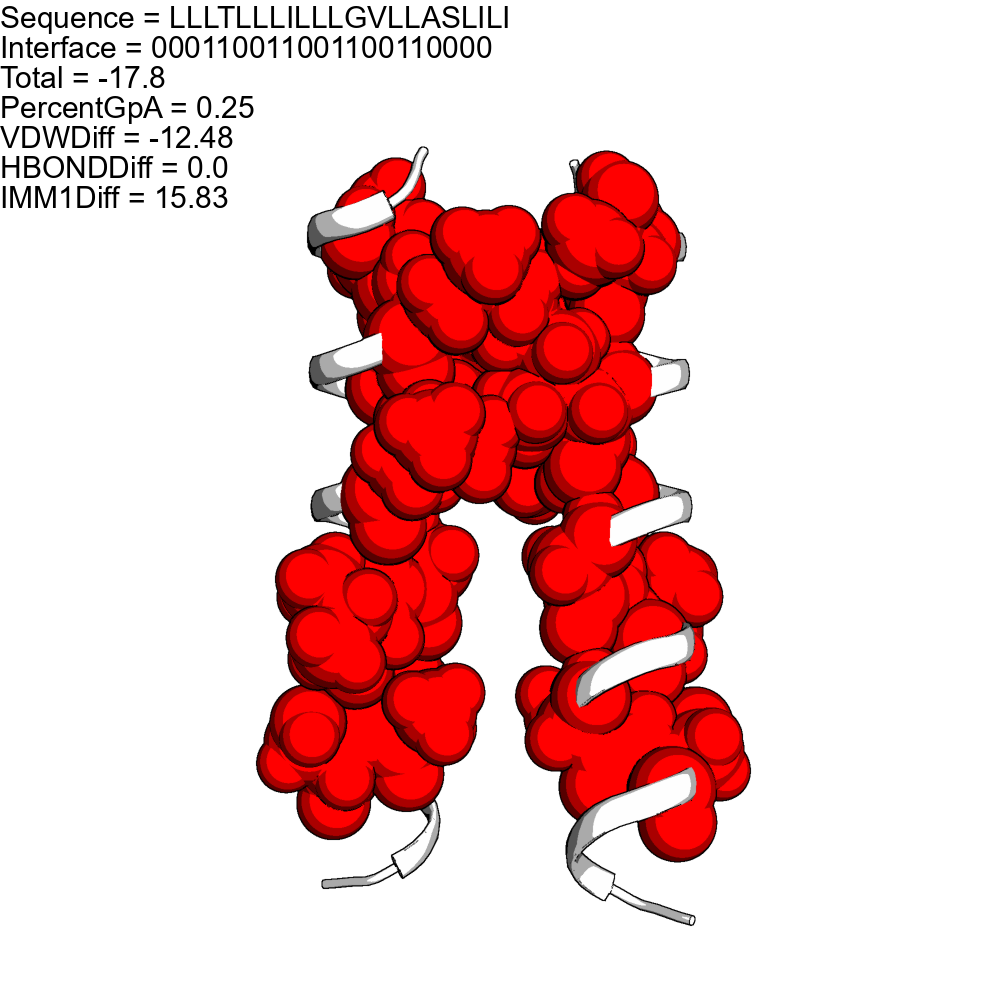 Sequence = LLLTLLLILLLGVLLASLILI
Interface = 000110011001100110000
Total = -17.8
PercentGpA = 0.25
VDWDiff = -12.48
HBONDDiff = 0.0
IMM1Diff = 15.83